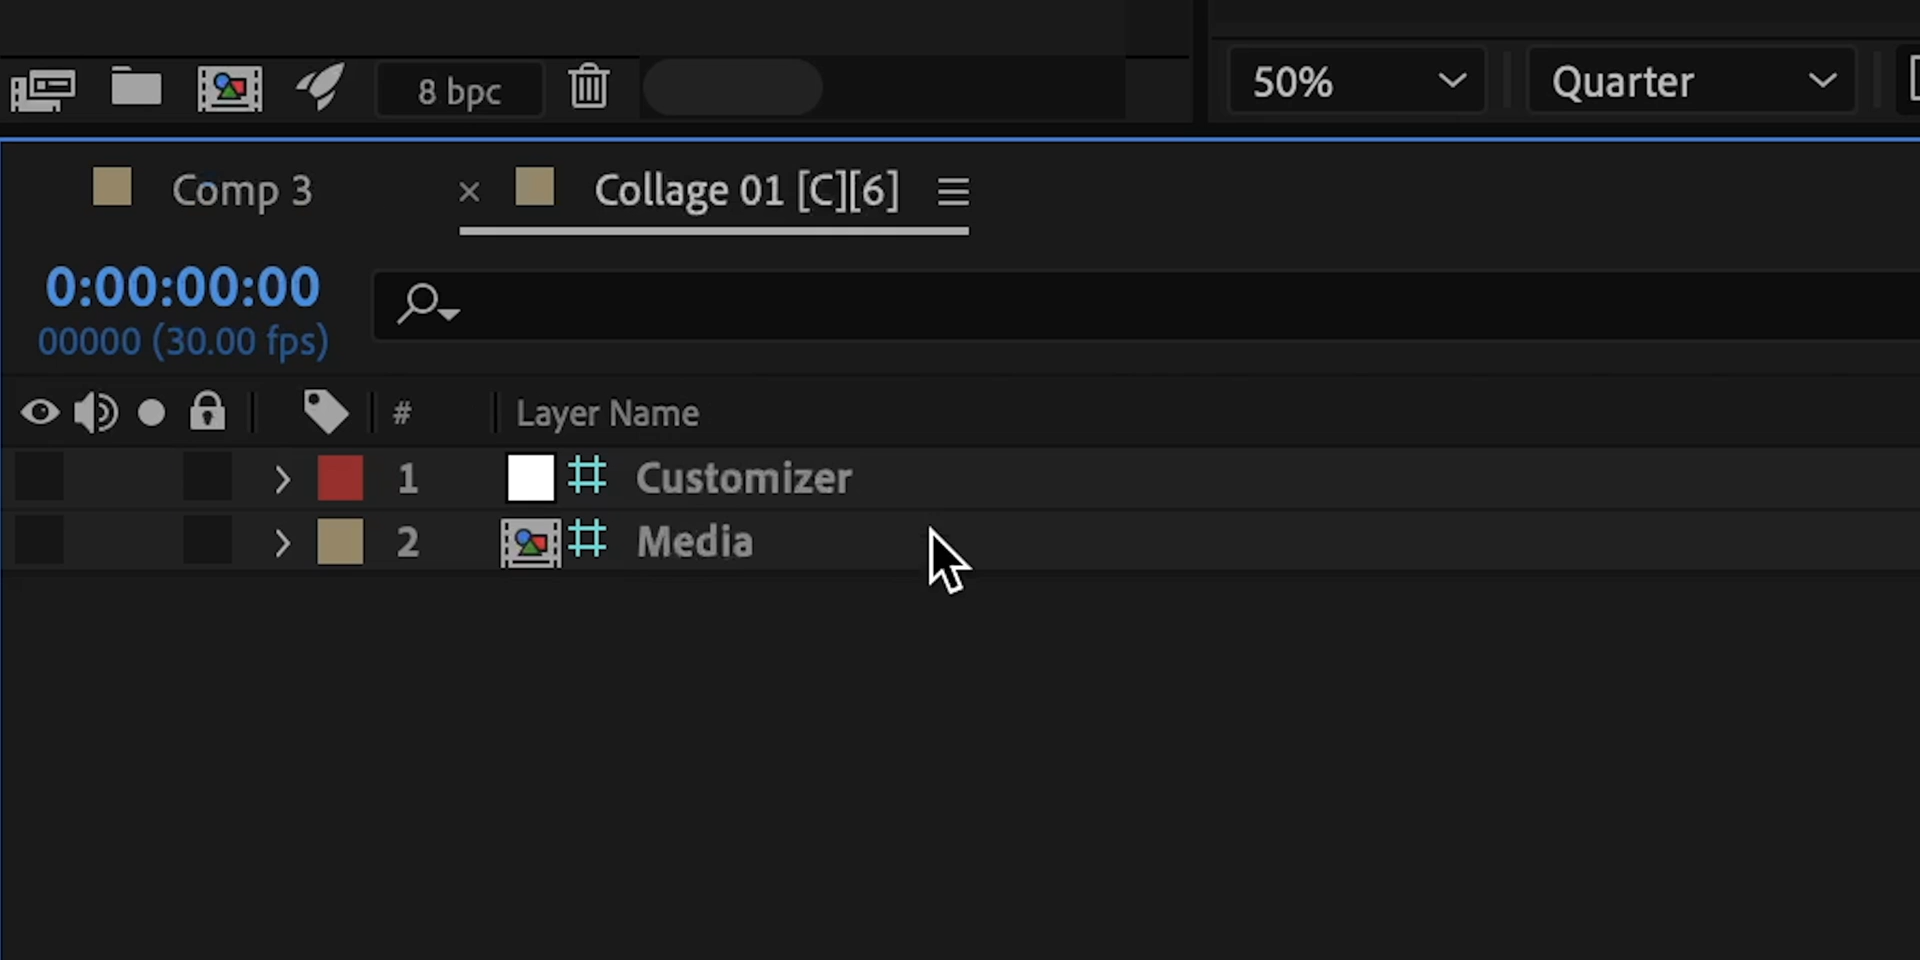 8 bpc
50%
Quarter
Comp 3
Collage 01 [C][6]
0:00:00:00
00000 (30.00 fps)
# Layer Name
1 Customizer
2 Media